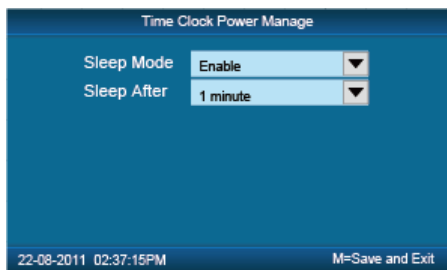 Time Clock Power Manage
Sleep Mode Enable
Sleep After 1 minute
22-08-2011 02:37:15PM M=Save and Exit